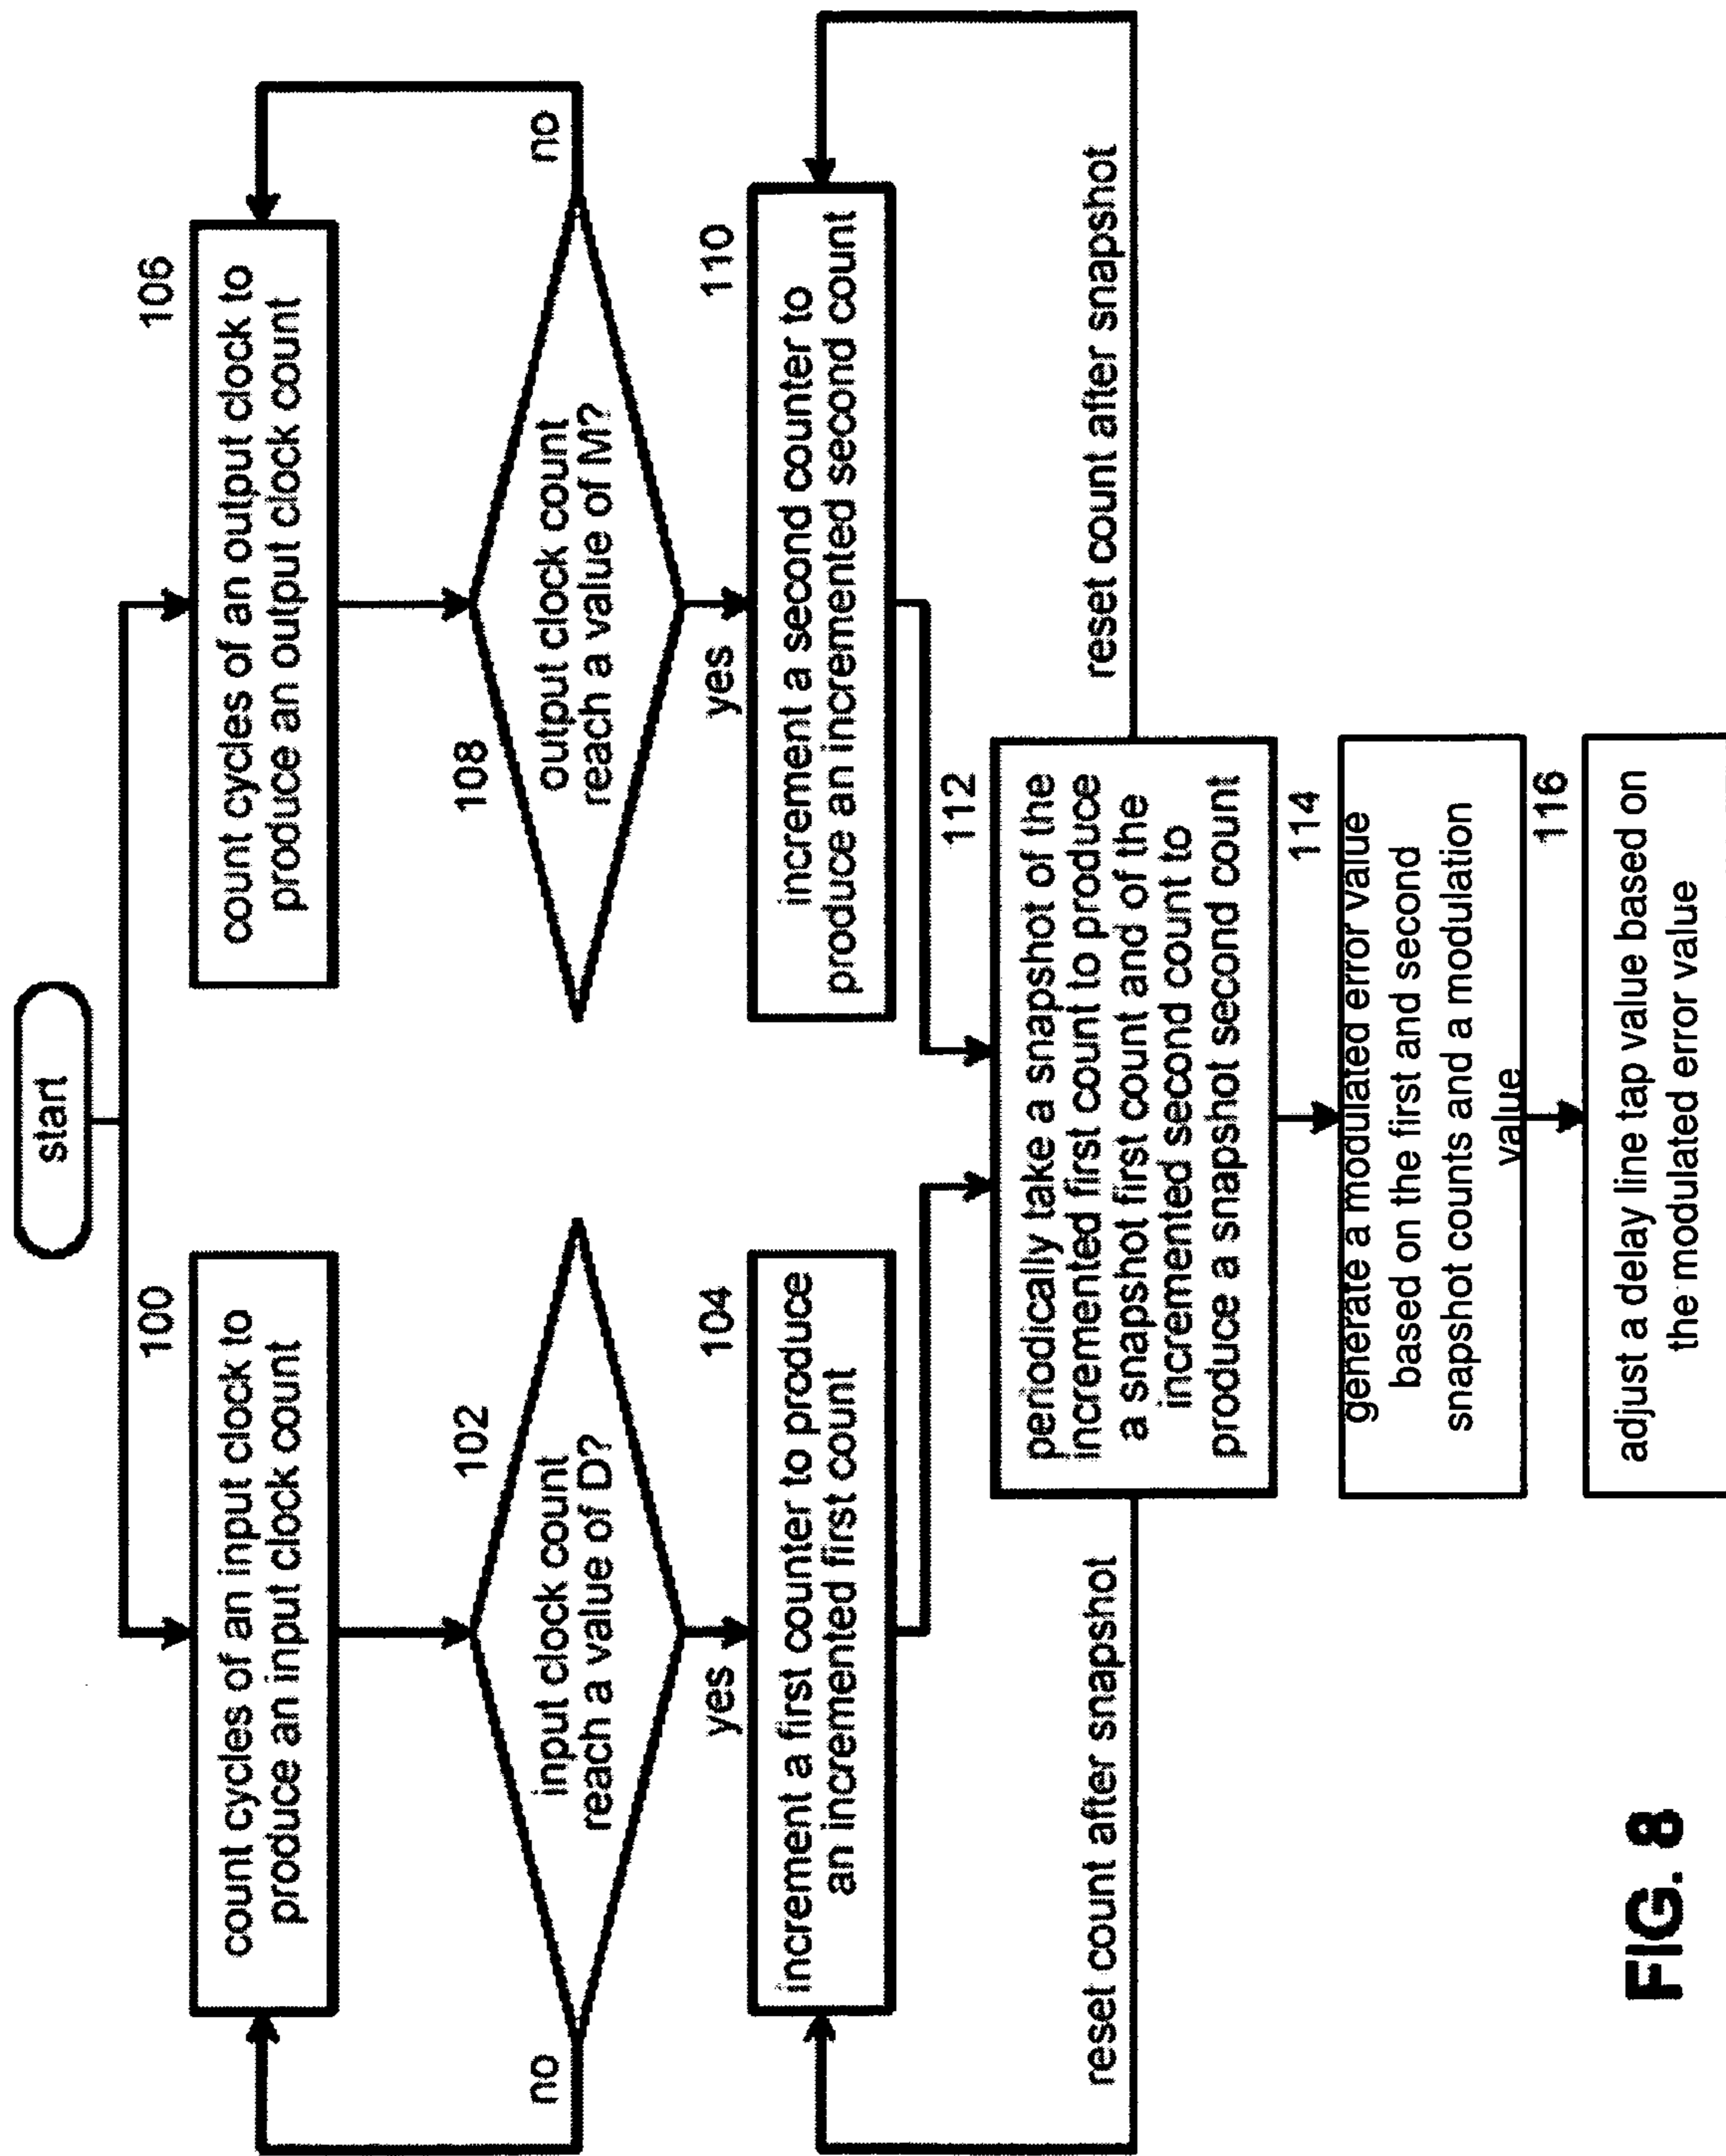 start
100
count cycles of an input clock to
produce an input clock count
102
input clock count
reach a value of D?
no
yes
104
increment a first counter to produce
an incremented first count
106
count cycles of an output clock to
produce an output clock count
108
output clock count
reach a value of M?
no
yes
110
increment a second counter to
produce an incremented second count
112
periodically take a snapshot of the
incremented first count to produce
a snapshot first count and of the
incremented second count to
produce a snapshot second count
reset count after snapshot
reset count after snapshot
114
generate a modulated error value
based on the first and second
snapshot counts and a modulation
value
116
adjust a delay line tap value based on
the modulated error value
FIG. 8